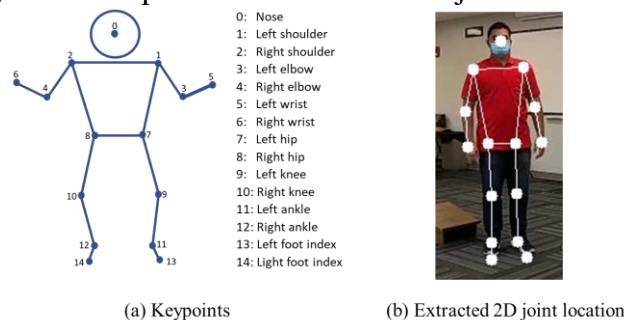 0
2
1
6
4
3
5
8
7
10
9
12
11
14
13
0: Nose
1: Left shoulder
2: Right shoulder
3: Left elbow
4: Right elbow
5: Left wrist
6: Right wrist
7: Left hip
8: Right hip
9: Left knee
10: Right knee
11: Left ankle
12: Right ankle
13: Left foot index
14: Light foot index
(a) Keypoints
(b) Extracted 2D joint location